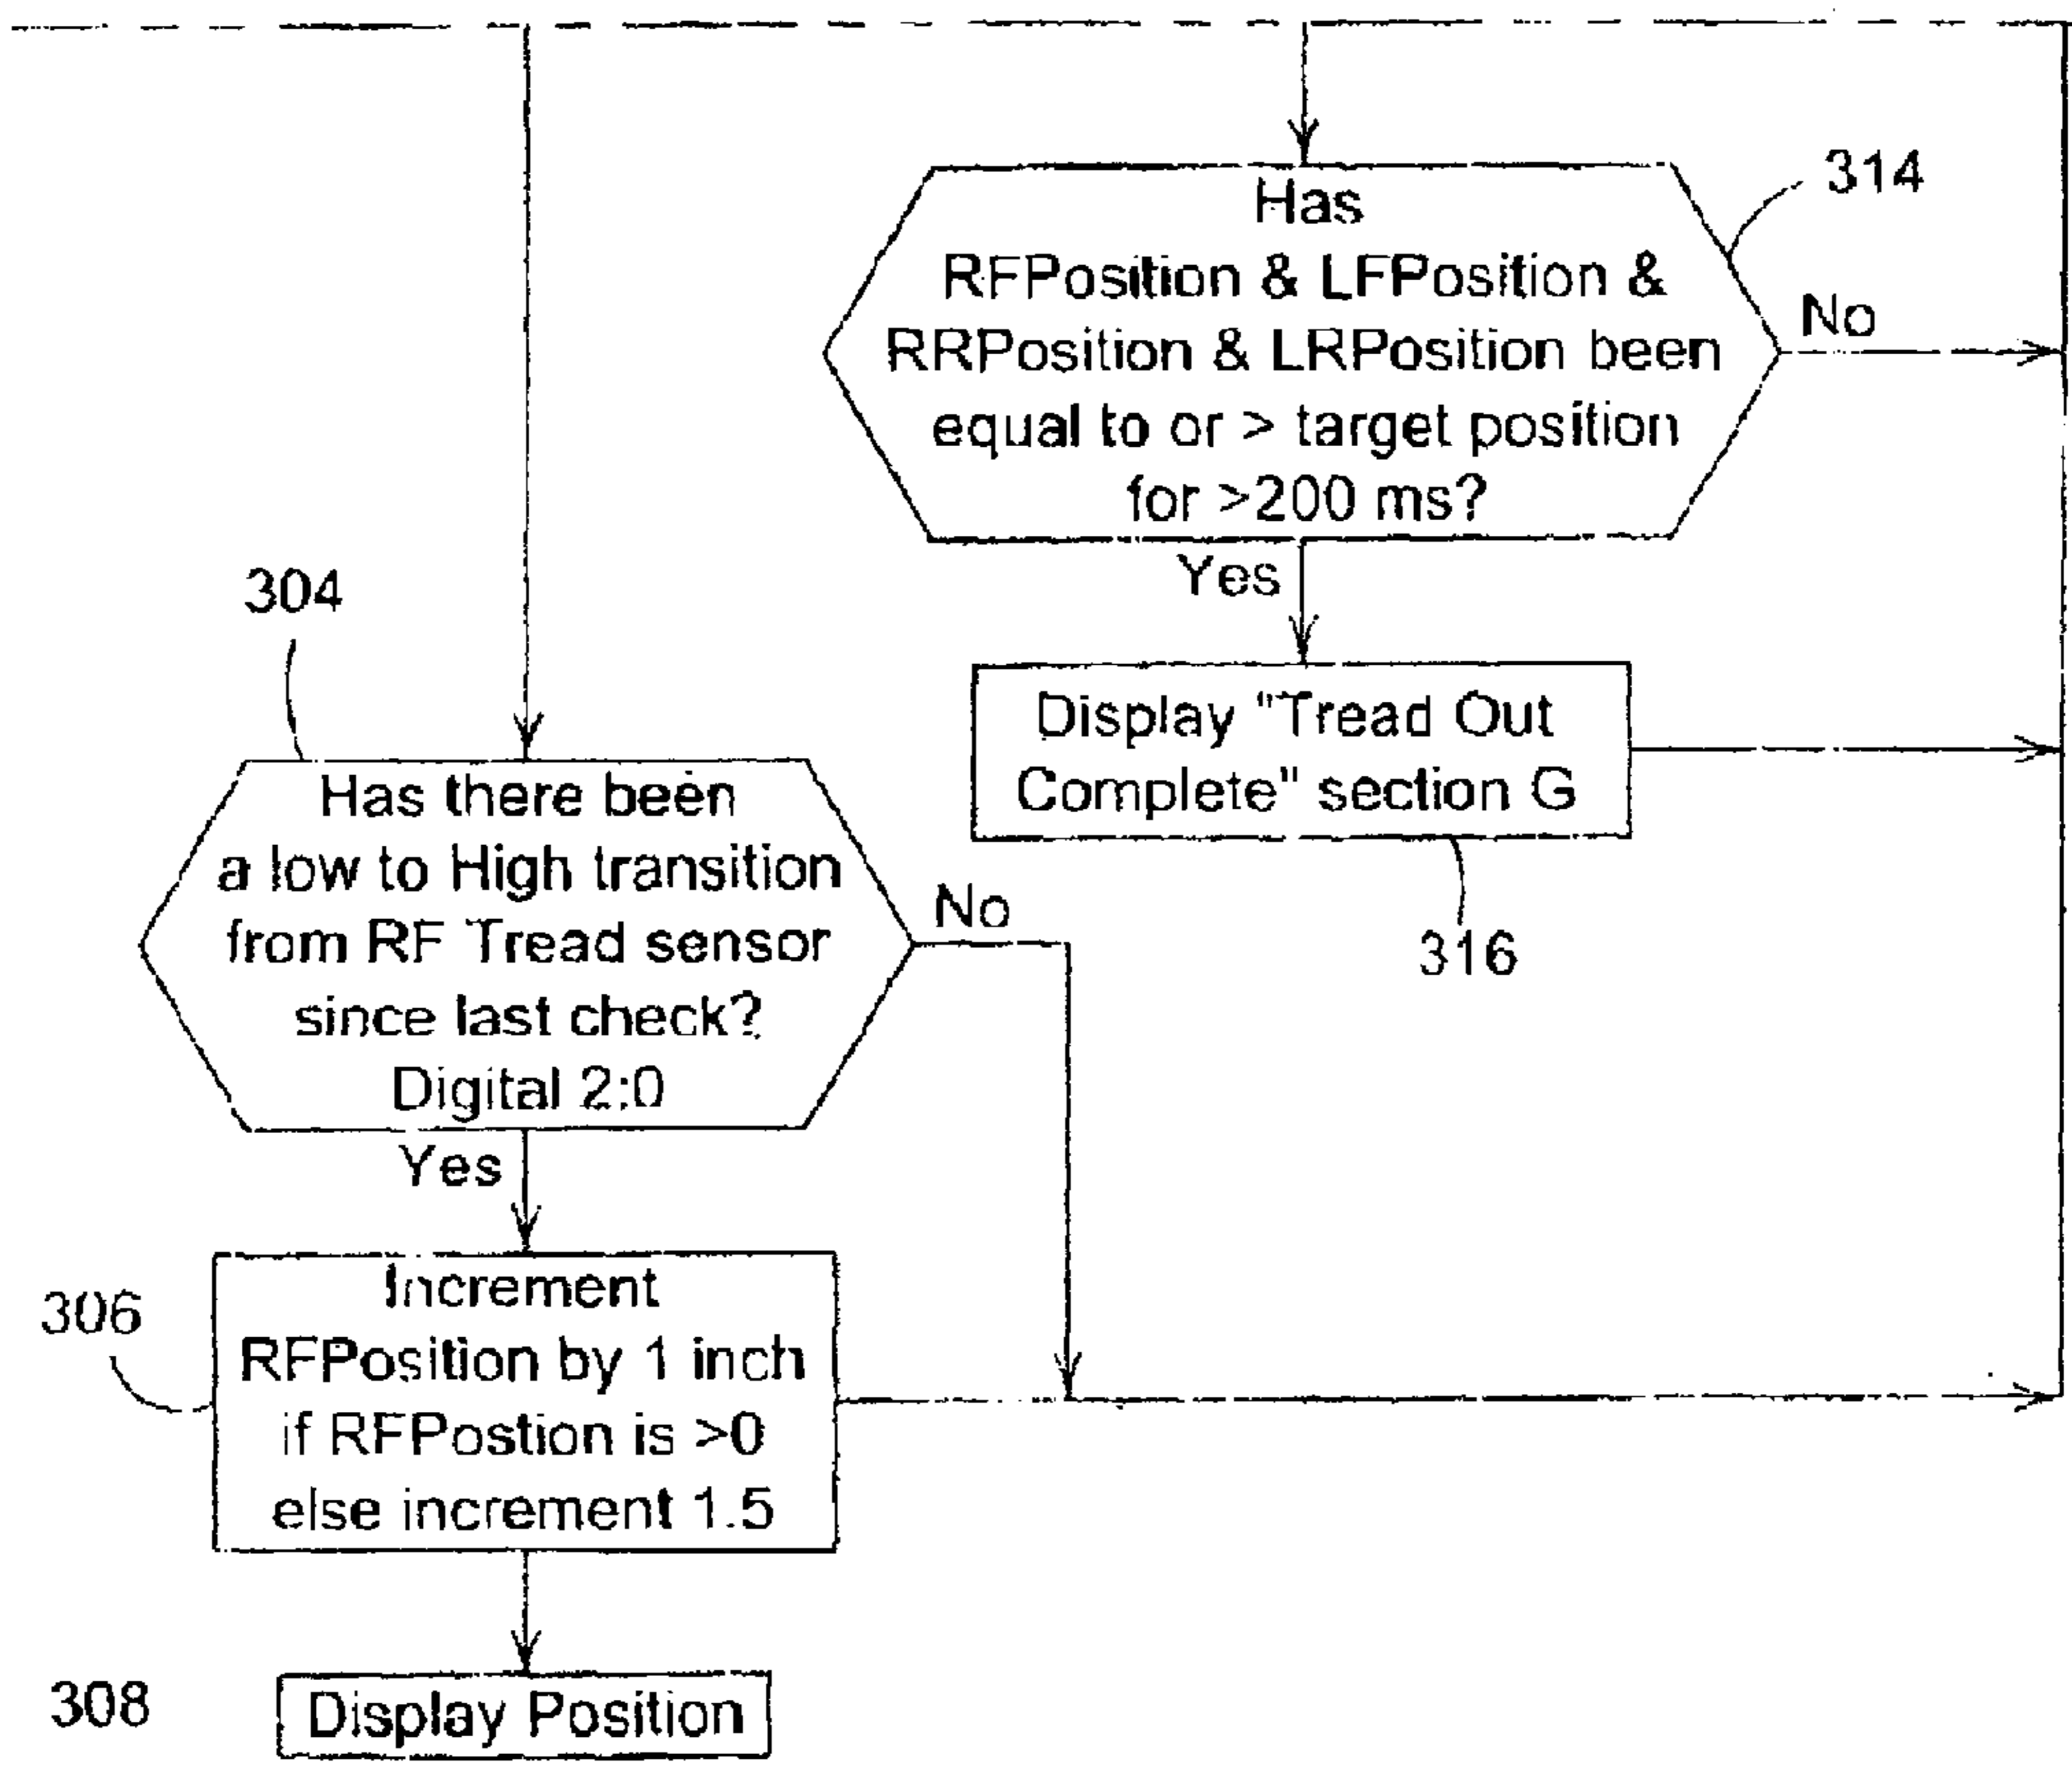 314
Has
RFPosition & LFPosition &
RRPosition & LRPosition been
equal to or > target position
for >200 ms?
No
Yes
Display "Tread Out
Complete" section G
316
304
Has there been
a low to High transition
from RF Tread sensor
since last check?
Digital 2:0
No
Yes
306
Increment
RFPosition by 1 inch
if RFPostion is >0
else increment 1.5
308
Display Position